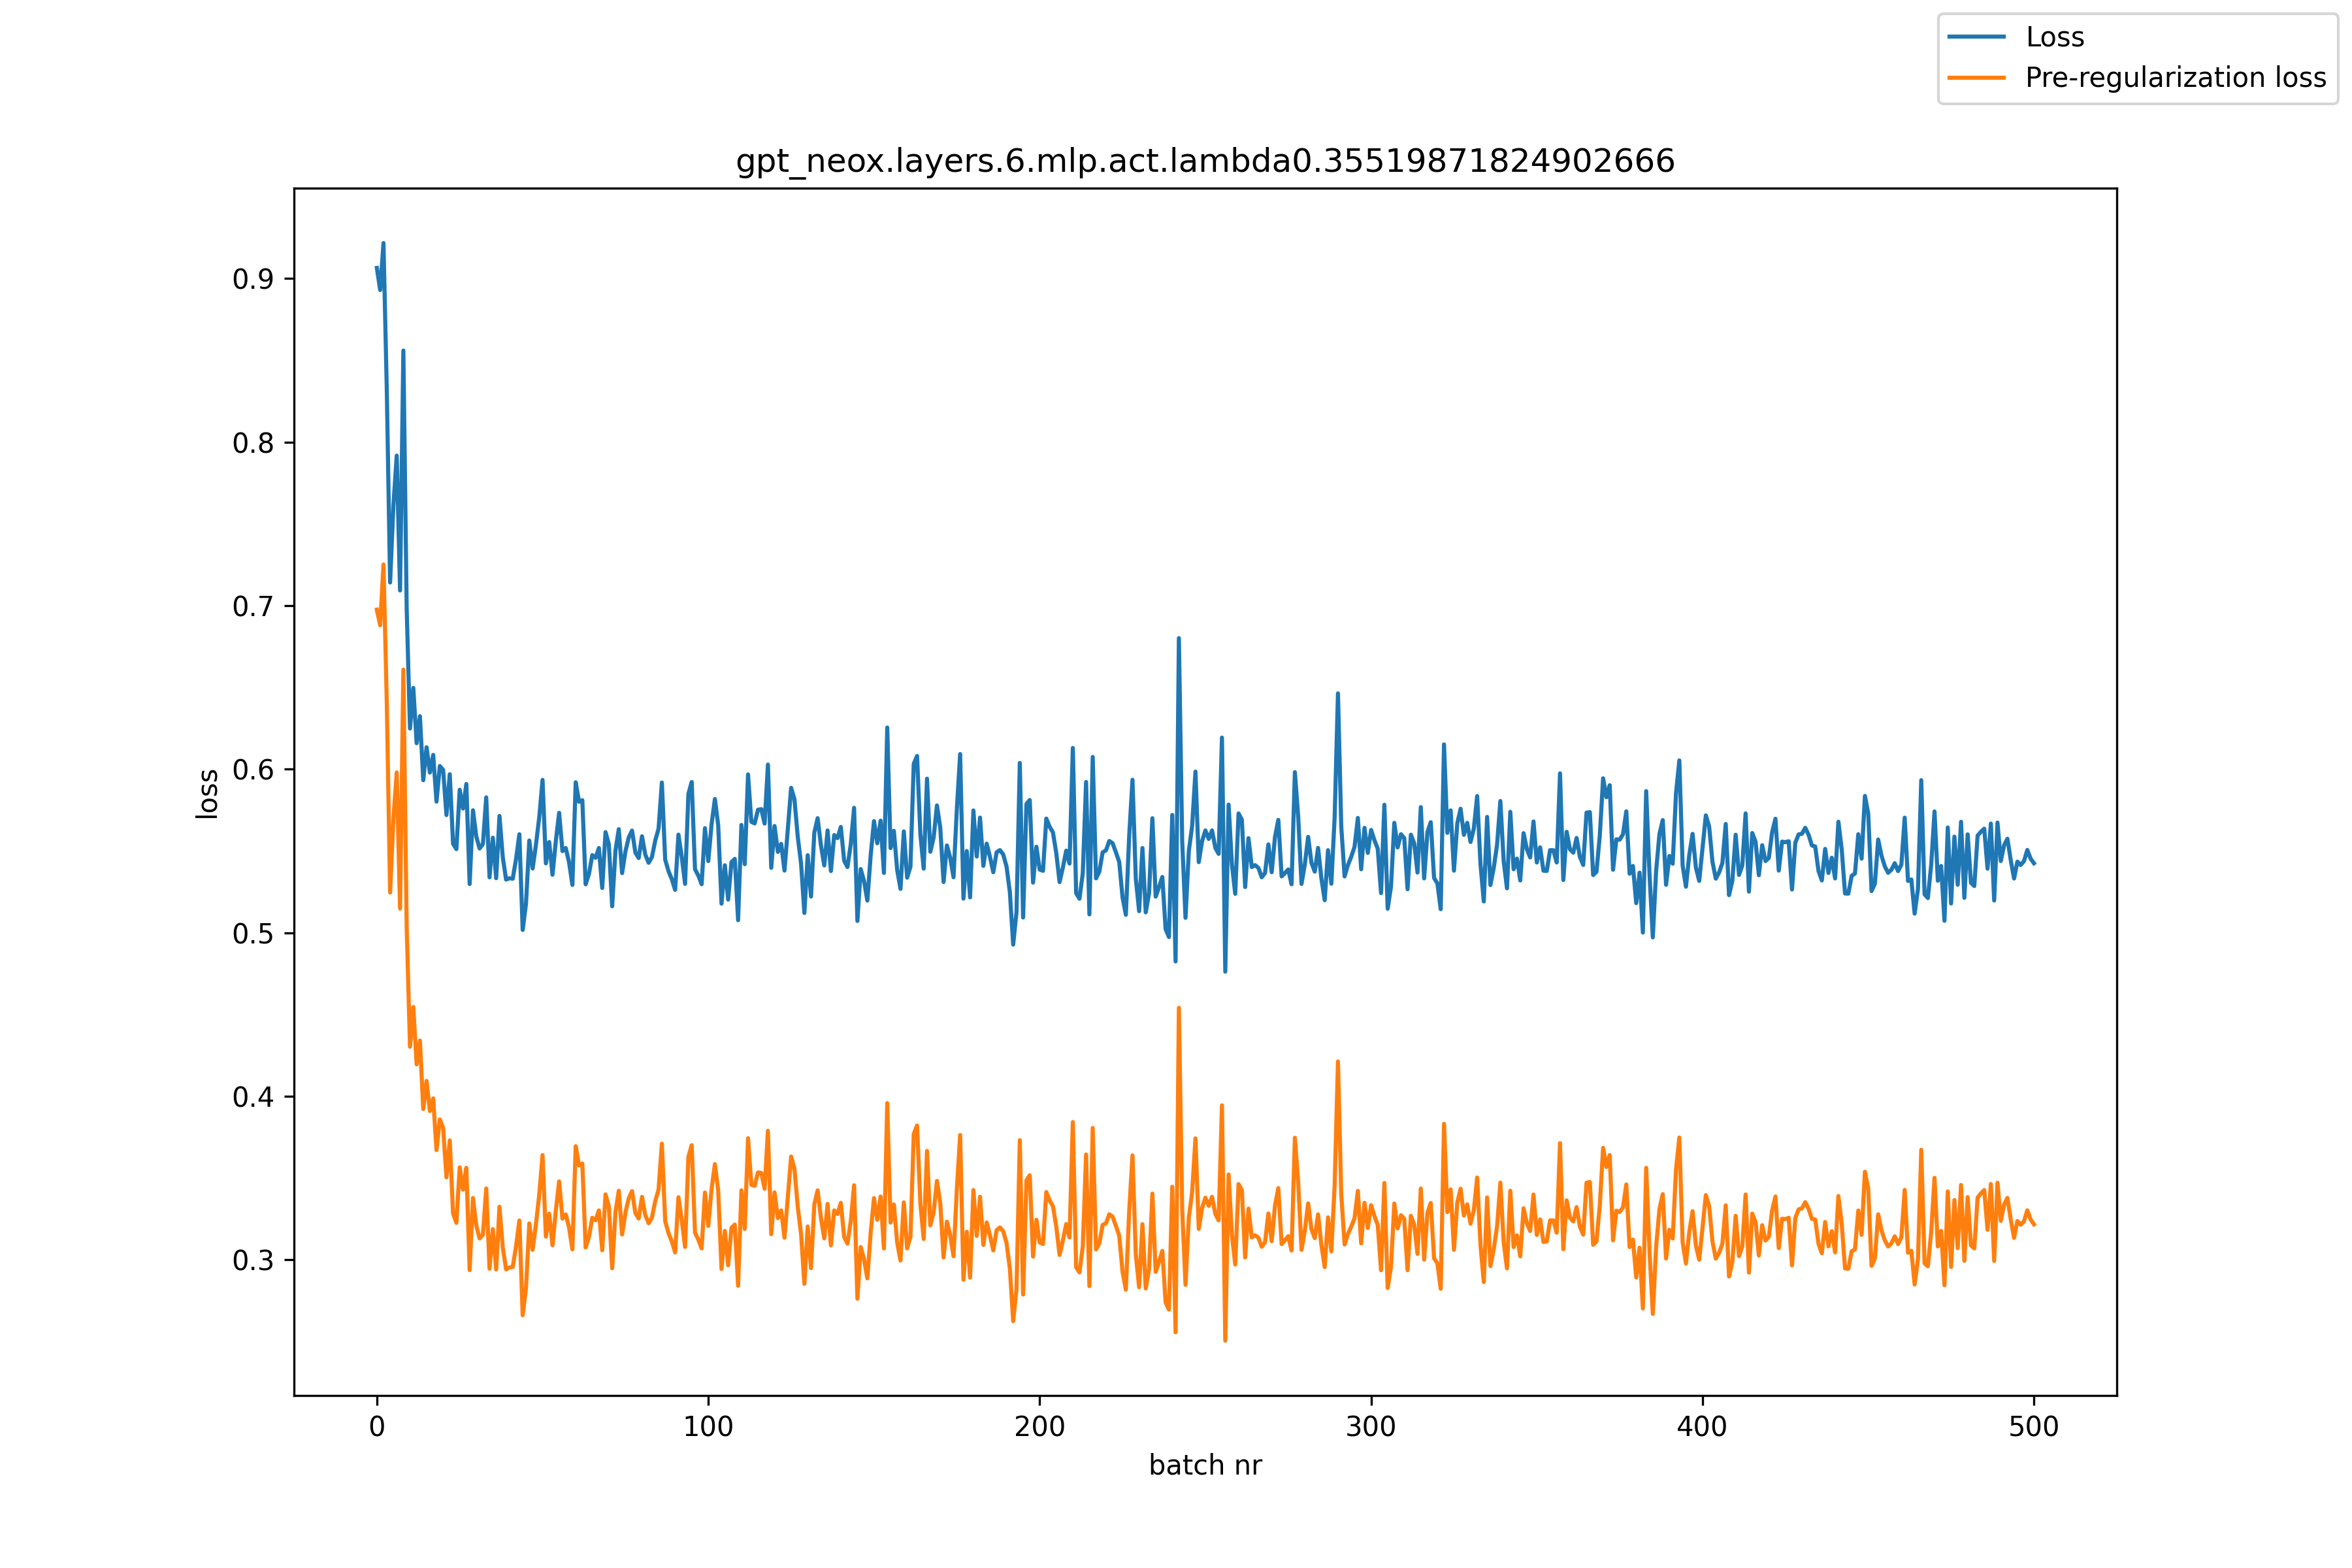 Loss
Pre-regularization loss
gpt_neox.layers.6.mlp.act.lambda0.35519871824902666
0.9
0.8
0.7
0.6
0.5
0.4
0.3
loss
0 100 200 300 400 500
batch nr